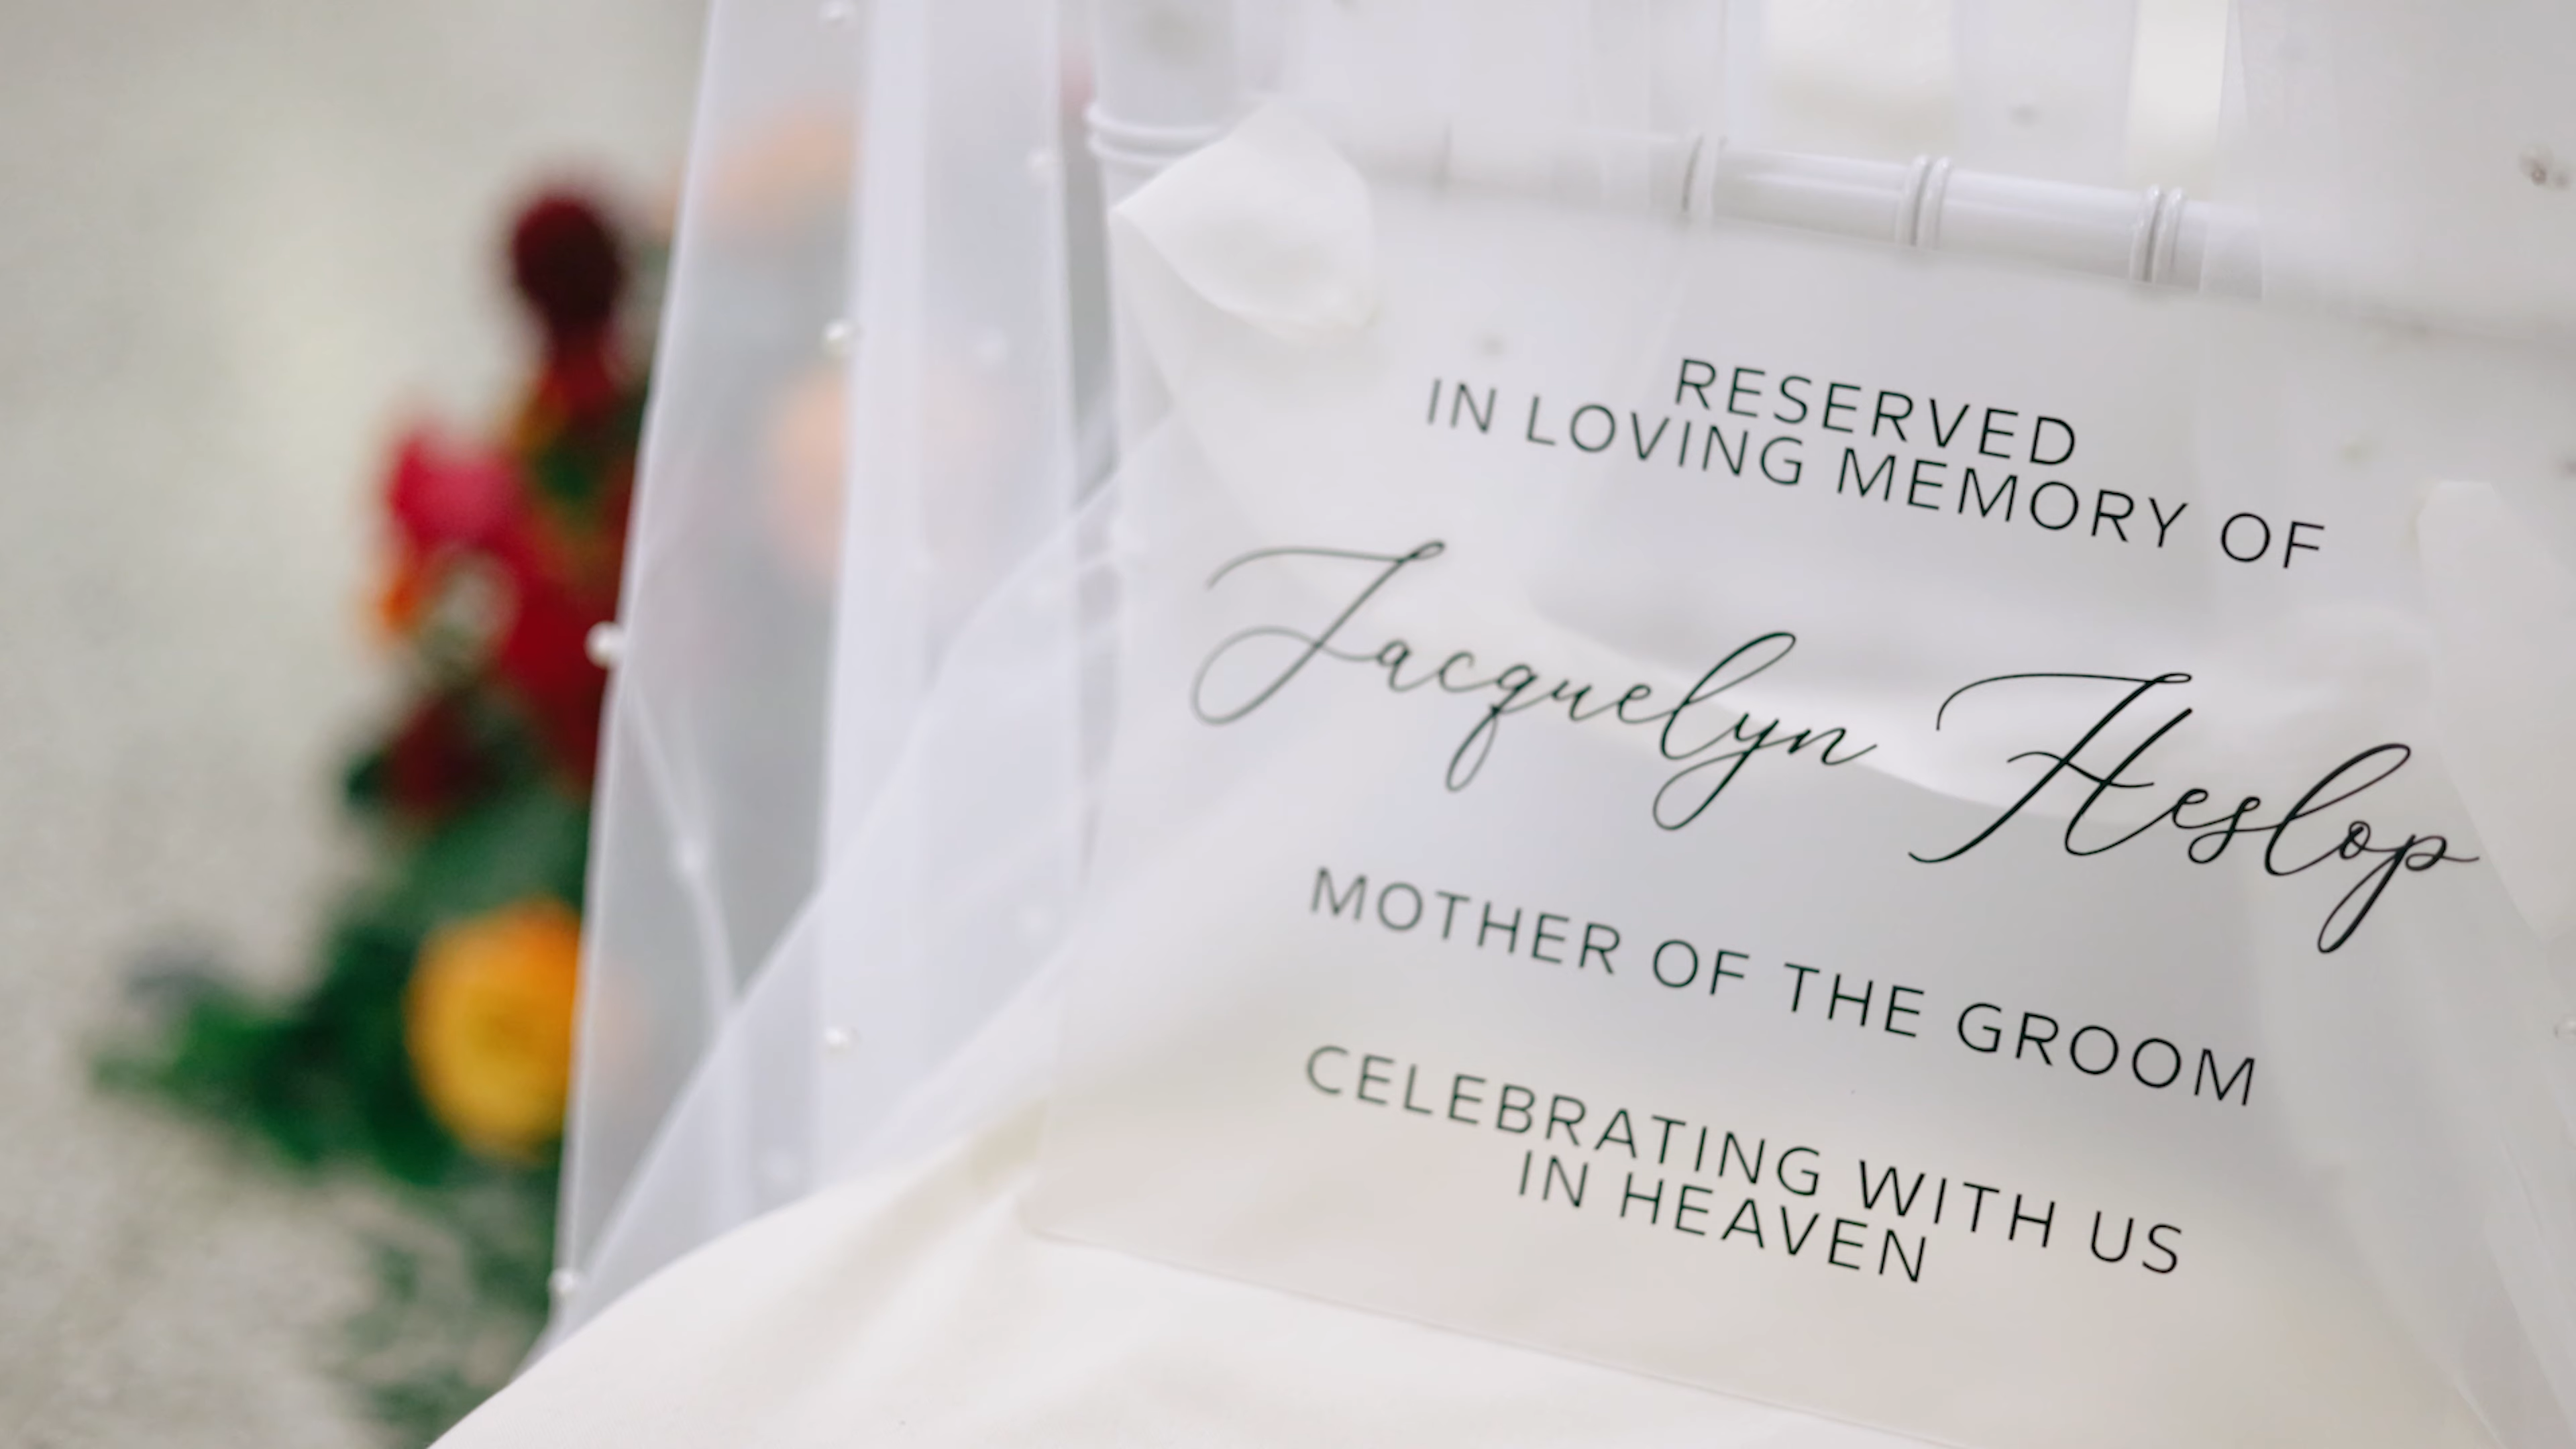 RESERVED
IN LOVING MEMORY OF
Jacquelyn Heslop
MOTHER OF THE GROOM
CELEBRATING WITH US
IN HEAVEN